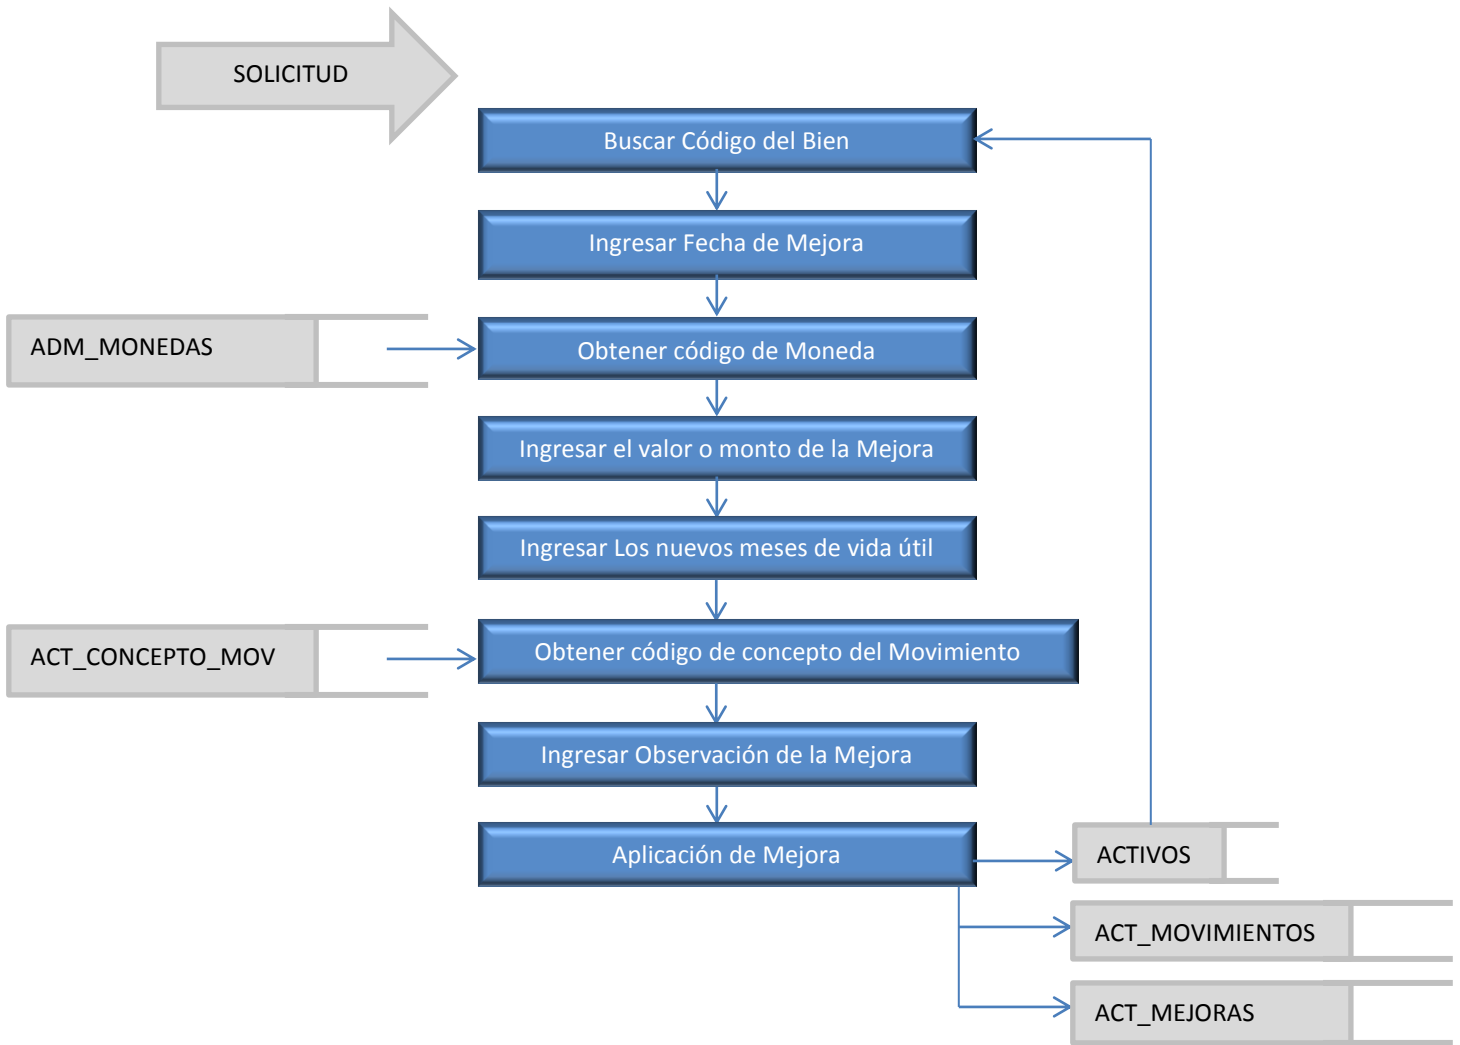 SOLICITUD
Buscar Código del Bien
Ingresar Fecha de Mejora
ADM_MONEDAS
Obtener código de Moneda
Ingresar el valor o monto de la Mejora
Ingresar Los nuevos meses de vida útil
ACT_CONCEPTO_MOV
Obtener código de concepto del Movimiento
Ingresar Observación de la Mejora
Aplicación de Mejora
ACTIVOS
ACT_MOVIMIENTOS
ACT_MEJORAS